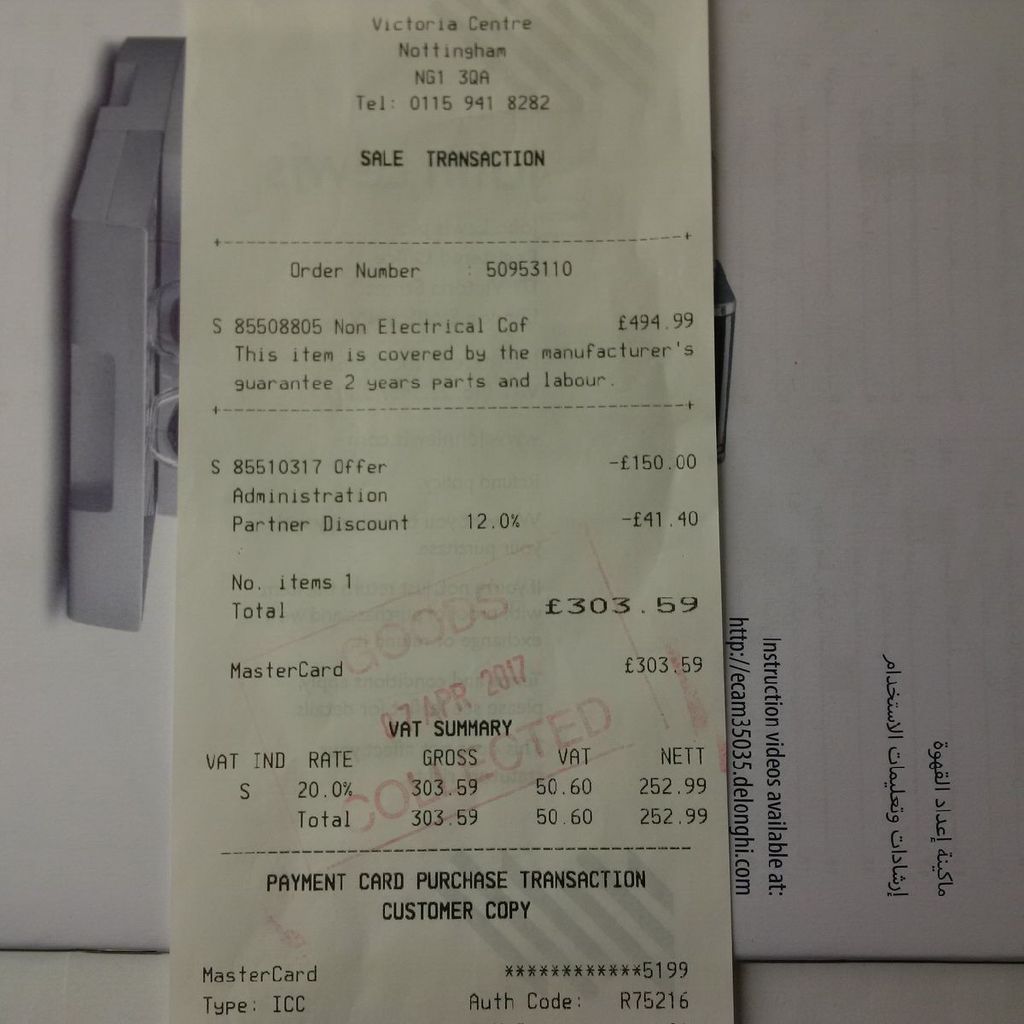 Victoria Centre
Nottingham
NG1 3QA
Tel: 0115 941 8282
SALE TRANSACTION
Order Number : 50953110
S 85508805 Non Electrical Cof £494.99
This item is covered by the manufacturer's
guarantee 2 years parts and labour.
S 85510317 Offer -£150.00
Administration
Partner Discount 12.0% -£41.40
No. items 1
Total £303.59
MasterCard £303.59
GOODS
07 APR 2017
COLLECTED
VAT SUMMARY
VAT IND RATE GROSS VAT NETT
S 20.0% 303.59 50.60 252.99
Total 303.59 50.60 252.99
PAYMENT CARD PURCHASE TRANSACTION
CUSTOMER COPY
MasterCard ************5199
Type: ICC Auth Code: R75216
Instruction videos available at:
http://ecam35035.delonghi.com
ماكينة إعداد القهوة
إرشادات وتعليمات الاستخدام